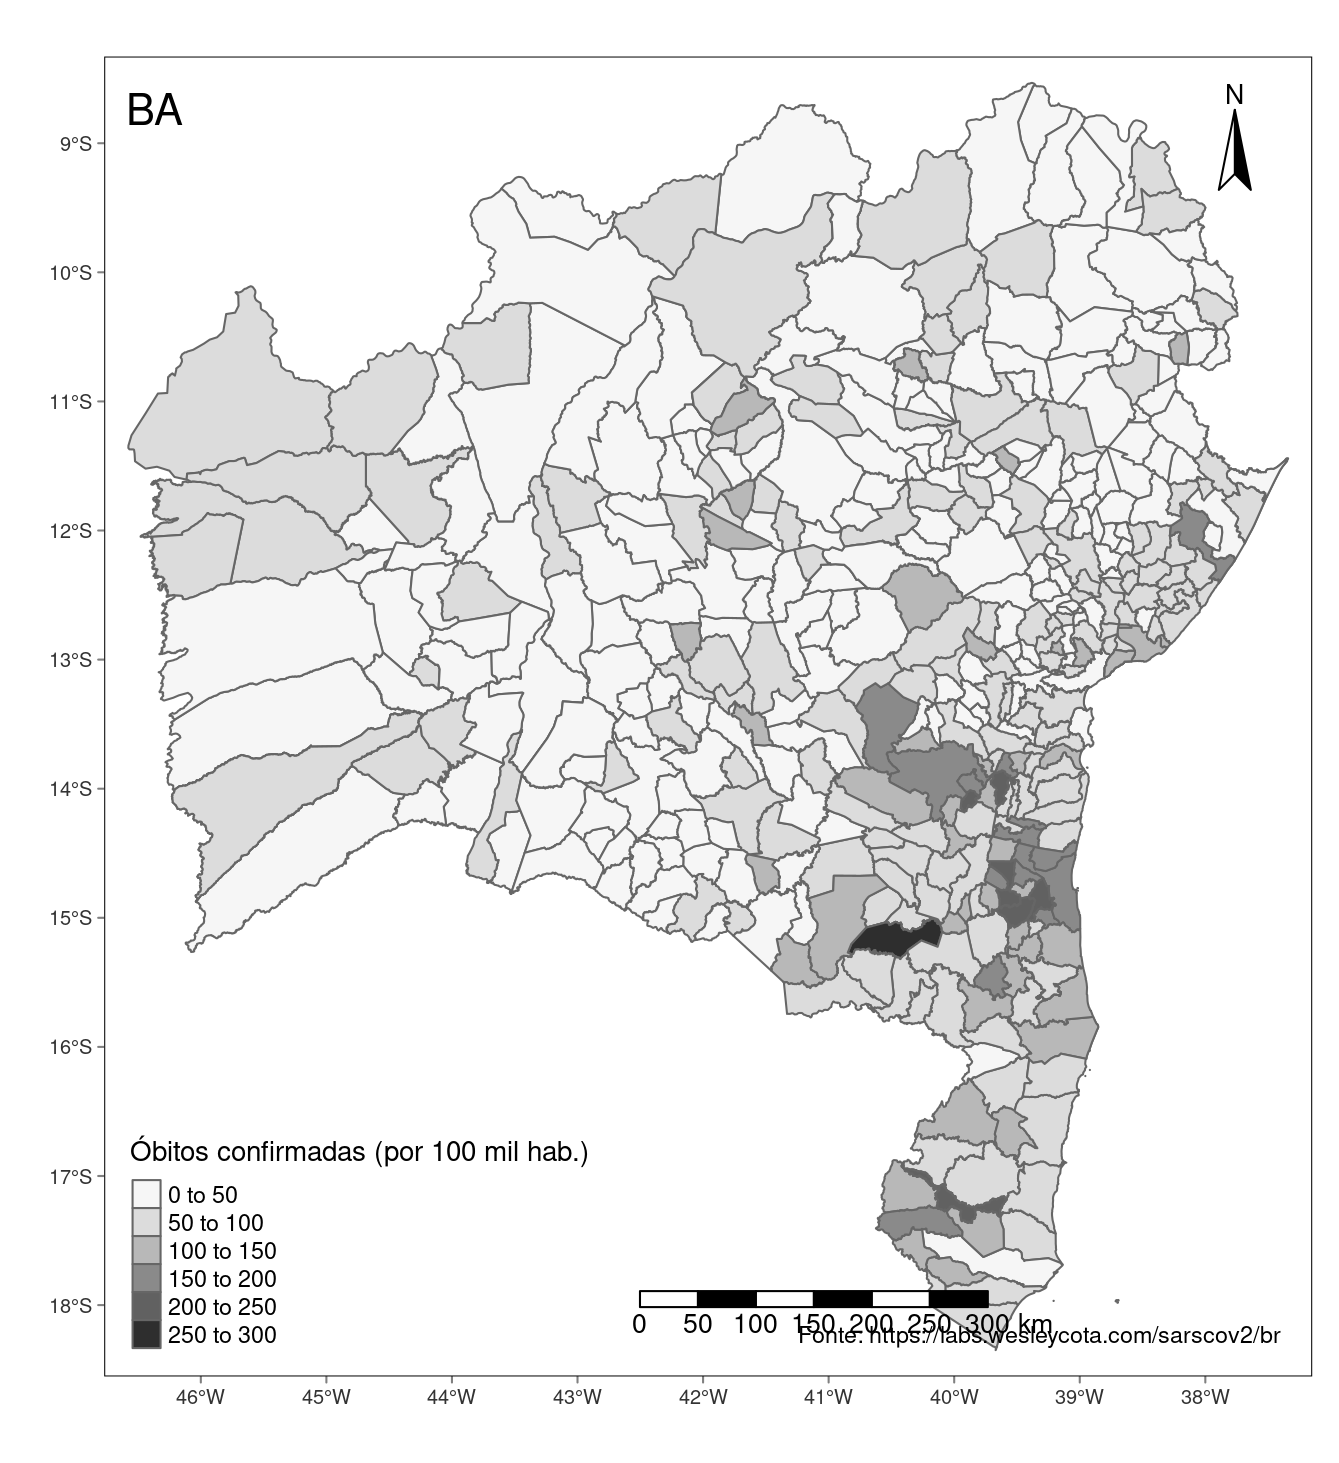 BA
N
9°S
10°S
11°S
12°S
13°S
14°S
15°S
16°S
17°S
18°S
Óbitos confirmadas (por 100 mil hab.)
0 to 50
50 to 100
100 to 150
150 to 200
200 to 250
250 to 300
0 50 100 150 200 250 300 km
Fonte: https://labs.wesleycota.com/sarscov2/br
46°W 45°W 44°W 43°W 42°W 41°W 40°W 39°W 38°W